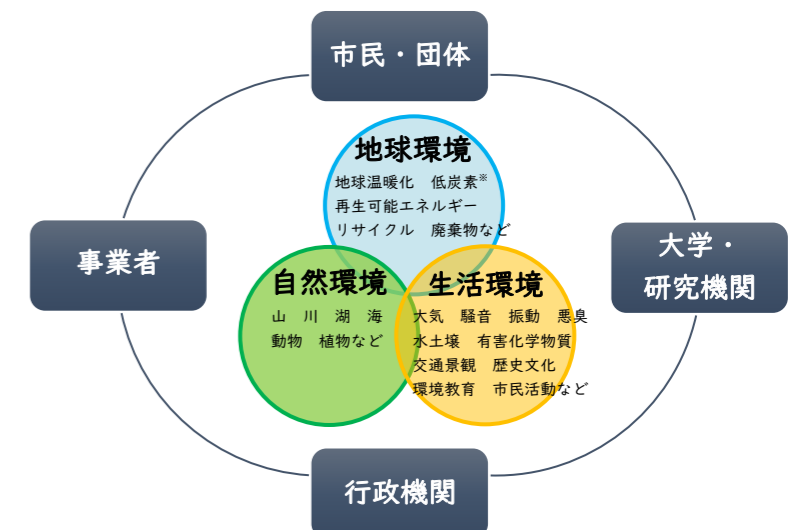 市民・団体
地球環境
地球温暖化　低炭素※
再生可能エネルギー
リサイクル　廃棄物など
事業者
大学・
研究機関
自然環境
山　川　湖　海
動物　植物など
生活環境
大気　騒音　振動　悪臭
水土壌　有害化学物質
交通景観　歴史文化
環境教育　市民活動など
行政機関